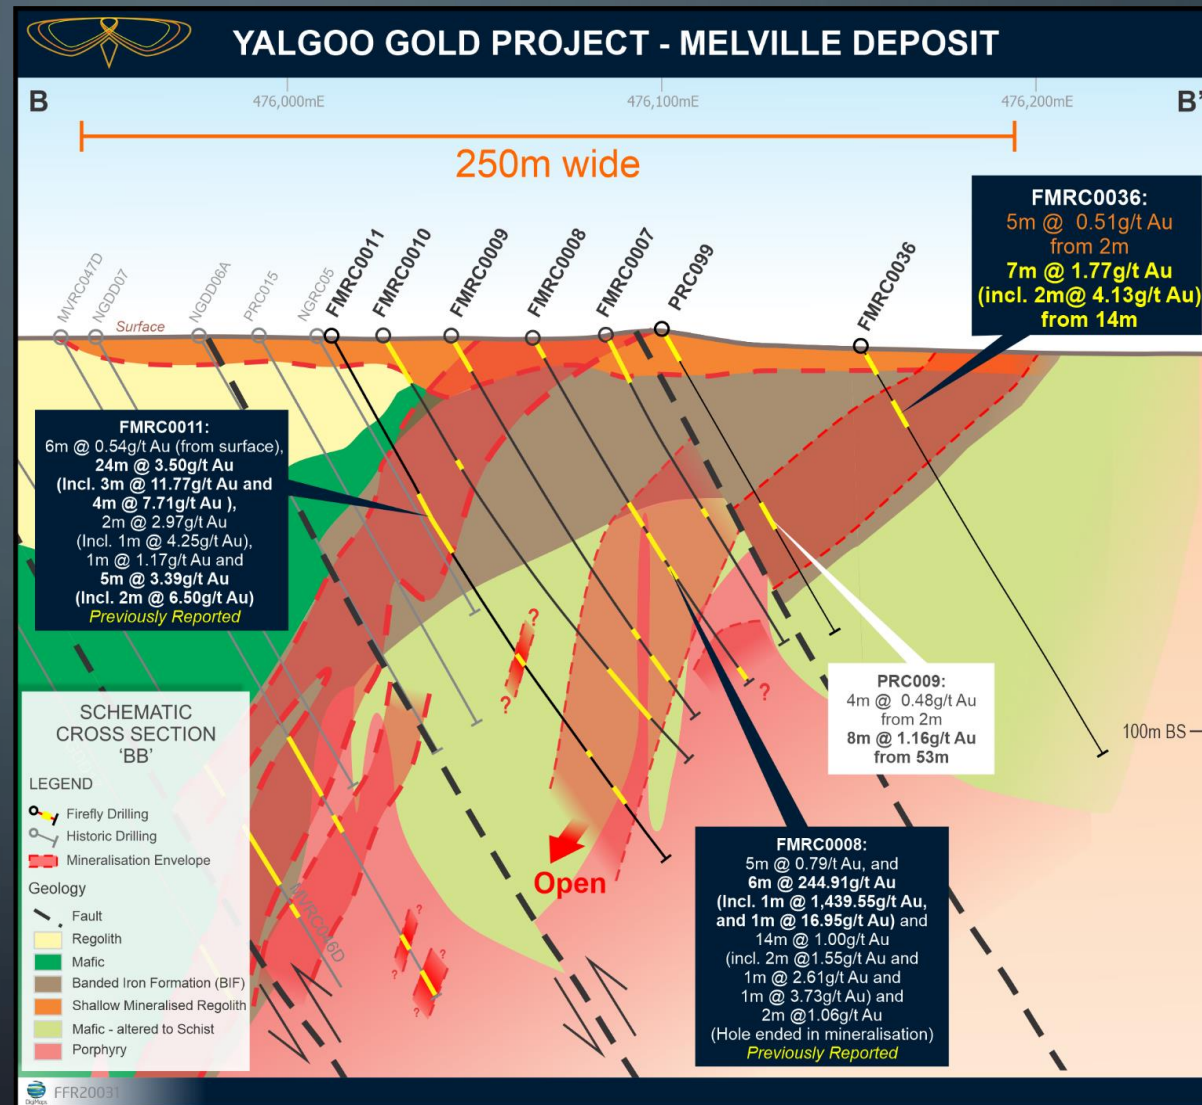 YALGOO GOLD PROJECT - MELVILLE DEPOSIT
B
476,000mE
476,100mE
476,200mE
B'
250m wide
MVRC047D
NGDD07
NGDD06A
PRC015
NGRC05
FMRC0011
FMRC0010
FMRC0009
FMRC0008
FMRC0007
PRC099
FMRC0036
Surface
FMRC0036:
5m @ 0.51g/t Au
from 2m
7m @ 1.77g/t Au
(incl. 2m@ 4.13g/t Au)
from 14m
FMRC0011:
6m @ 0.54g/t Au (from surface),
24m @ 3.50g/t Au
(Incl. 3m @ 11.77g/t Au and
4m @ 7.71g/t Au ),
2m @ 2.97g/t Au
(Incl. 1m @ 4.25g/t Au),
1m @ 1.17g/t Au and
5m @ 3.39g/t Au
(Incl. 2m @ 6.50g/t Au)
Previously Reported
?
?
?
PRC009:
4m @ 0.48g/t Au
from 2m
8m @ 1.16g/t Au
from 53m
100m BS
SCHEMATIC
CROSS SECTION
'BB'
LEGEND
Firefly Drilling
Historic Drilling
Mineralisation Envelope
Geology
Fault
Regolith
Mafic
Banded Iron Formation (BIF)
Shallow Mineralised Regolith
Mafic - altered to Schist
Porphyry
MVRC046D
Open
?
?
?
?
FMRC0008:
5m @ 0.79/t Au, and
6m @ 244.91g/t Au
(Incl. 1m @ 1,439.55g/t Au,
and 1m @ 16.95g/t Au) and
14m @ 1.00g/t Au
(incl. 2m @1.55g/t Au and
1m @ 2.61g/t Au and
1m @ 3.73g/t Au) and
2m @1.06g/t Au
(Hole ended in mineralisation)
Previously Reported
DigiMaps
FFR20031